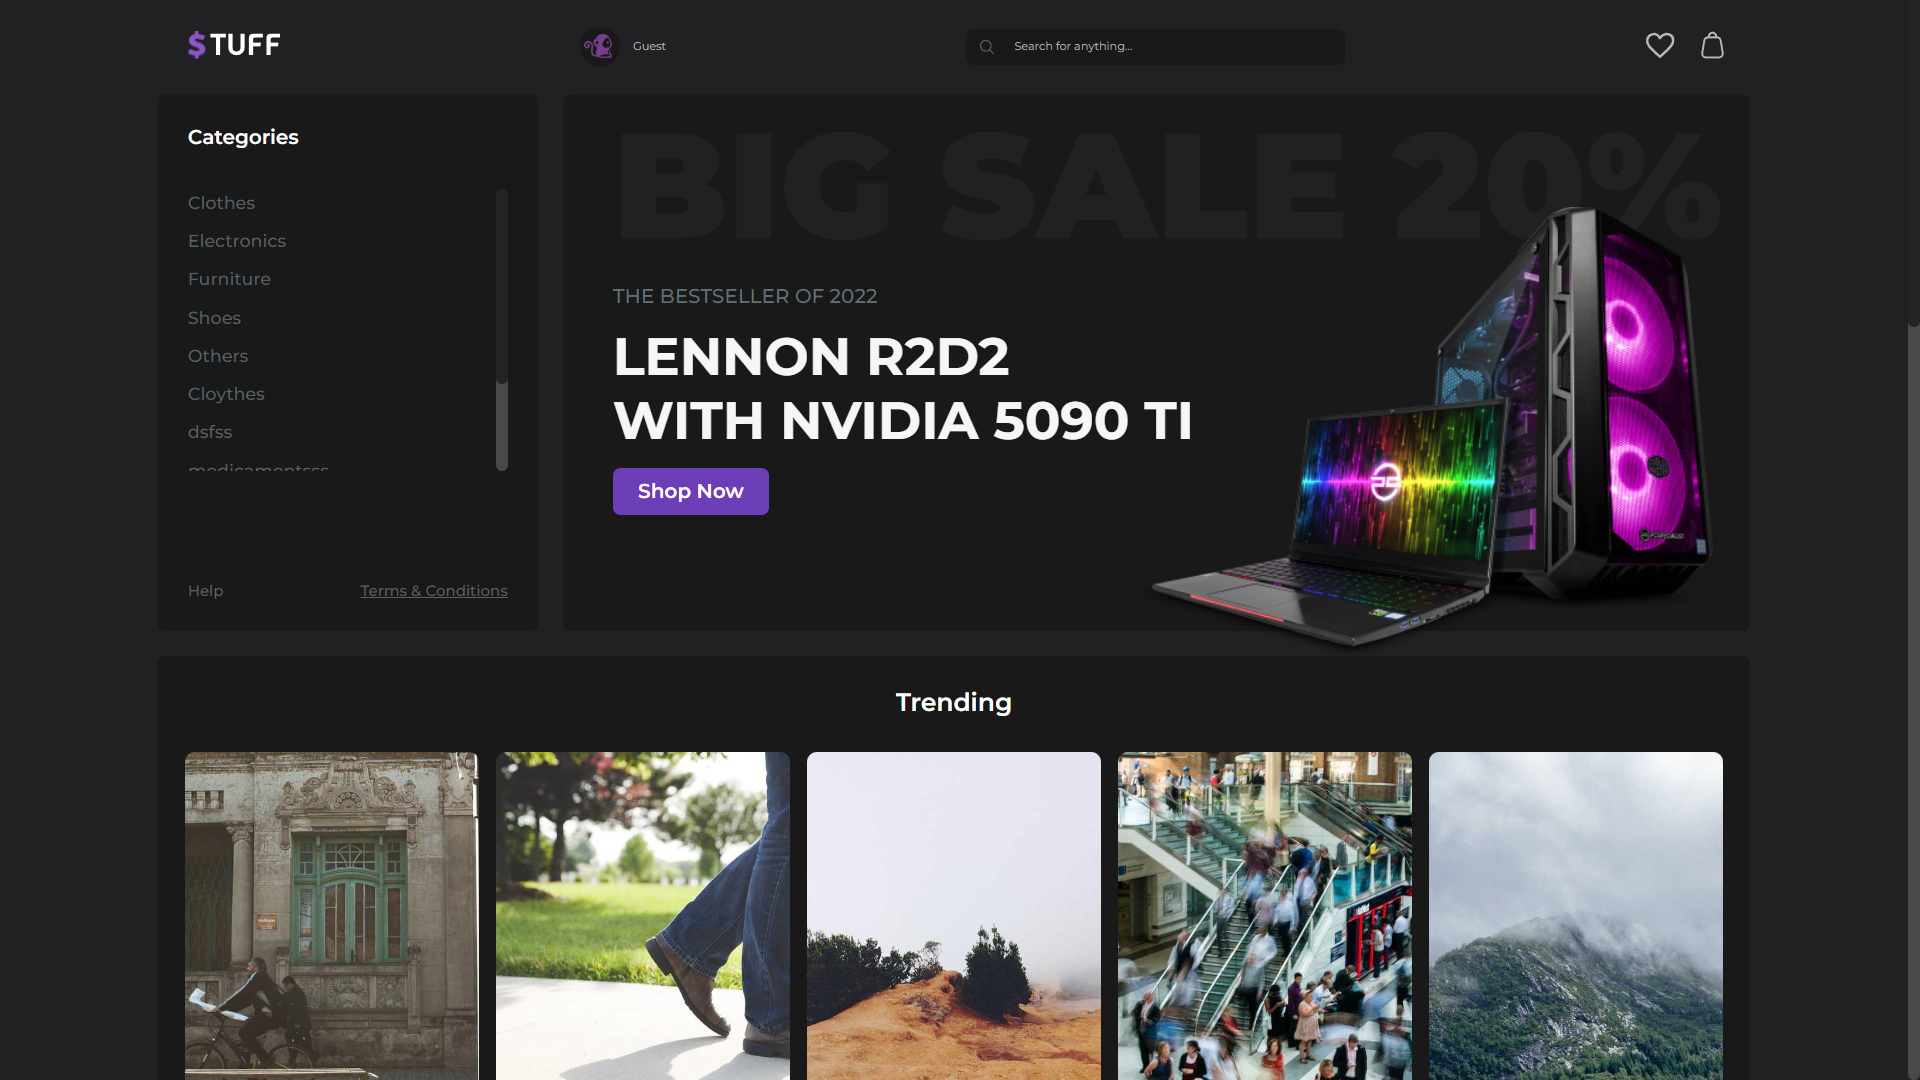 $TUFF
Guest
Search for anything...
Categories
Clothes
Electronics
Furniture
Shoes
Others
Cloythes
dsfss
medicamentsss
Help
Terms & Conditions
BIG SALE 20%
THE BESTSELLER OF 2022
LENNON R2D2
WITH NVIDIA 5090 TI
Shop Now
Trending